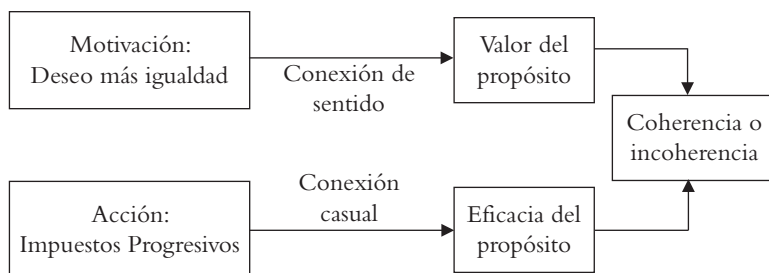 Motivación:
Deseo más igualdad
Conexión de
sentido
Valor del
propósito
Coherencia o
incoherencia
Acción:
Impuestos Progresivos
Conexión
casual
Eficacia del
propósito